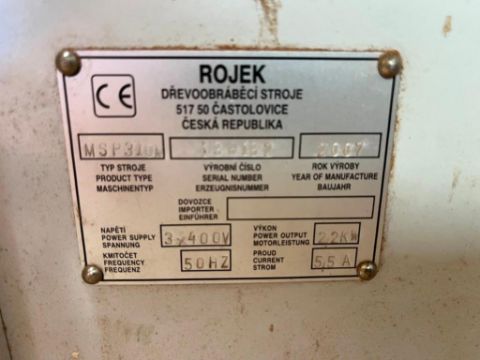 CE
ROJEK
DŘEVOOBRÁBĚCÍ STROJE
517 50 ČASTOLOVICE
ČESKÁ REPUBLIKA
2007
TYP STROJE
PRODUCT TYPE
MASCHINENTYP
VÝROBNÍ ČÍSLO
SERIAL NUMBER
ERZEUGNISNUMMER
ROK VÝROBY
YEAR OF MANUFACTURE
BAUJAHR
DOVOZCE
IMPORTER
EINFÜHRER
NAPĚTÍ
POWER SUPPLY
SPANNUNG
3x400V
VÝKON
POWER OUTPUT
MOTORLEISTUNG
2,2KW
KMITOČET
FREQUENCY
FREQUENZ
50HZ
PROUD
CURRENT
STROM
5,5 A